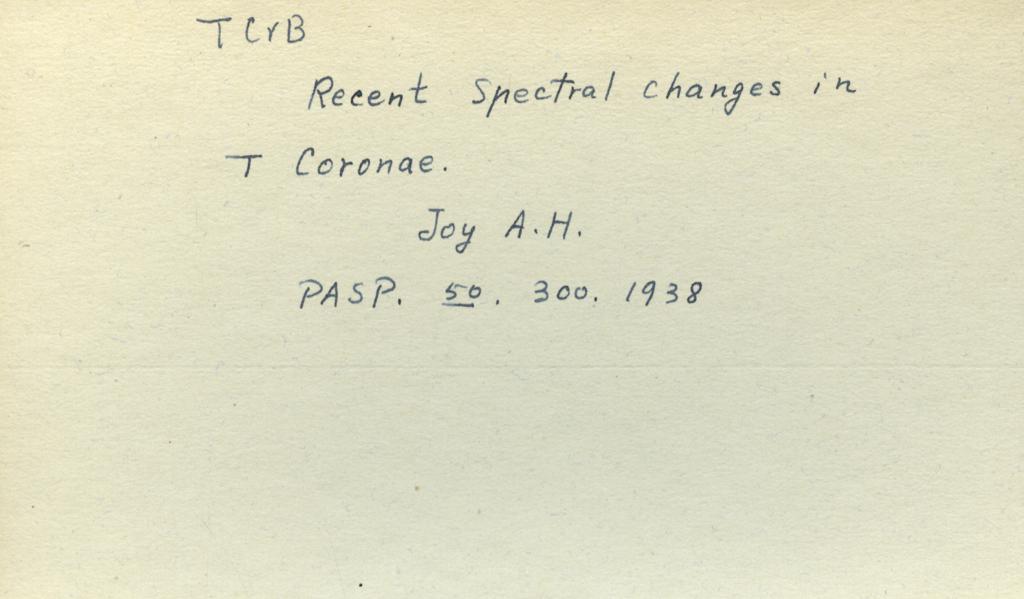 T CrB
Recent Spectral changes in
T Coronae.
Joy A.H.
PASP. 50. 300. 1938